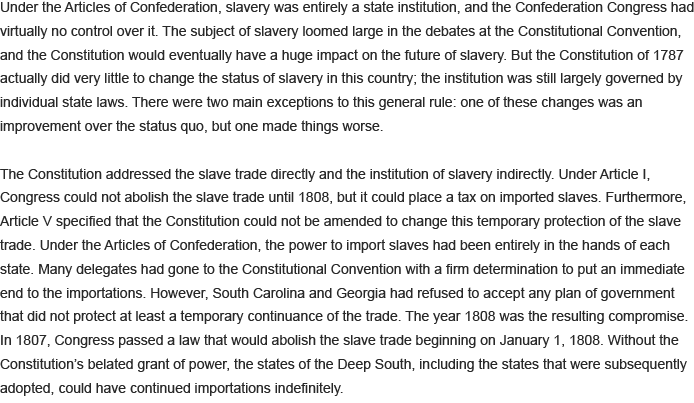 Under the Articles of Confederation, slavery was entirely a state institution, and the Confederation Congress had
virtually no control over it. The subject of slavery loomed large in the debates at the Constitutional Convention,
and the Constitution would eventually have a huge impact on the future of slavery. But the Constitution of 1787
actually did very little to change the status of slavery in this country; the institution was still largely governed by
individual state laws. There were two main exceptions to this general rule: one of these changes was an
improvement over the status quo, but one made things worse.

The Constitution addressed the slave trade directly and the institution of slavery indirectly. Under Article I,
Congress could not abolish the slave trade until 1808, but it could place a tax on imported slaves. Furthermore,
Article V specified that the Constitution could not be amended to change this temporary protection of the slave
trade. Under the Articles of Confederation, the power to import slaves had been entirely in the hands of each
state. Many delegates had gone to the Constitutional Convention with a firm determination to put an immediate
end to the importations. However, South Carolina and Georgia had refused to accept any plan of government
that did not protect at least a temporary continuance of the trade. The year 1808 was the resulting compromise.
In 1807, Congress passed a law that would abolish the slave trade beginning on January 1, 1808. Without the
Constitution’s belated grant of power, the states of the Deep South, including the states that were subsequently
adopted, could have continued importations indefinitely.